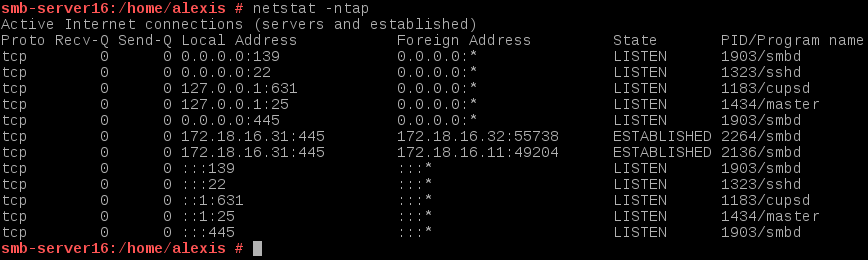 smb-server16:/home/alexis # netstat -ntap
Active Internet connections (servers and established)
Proto Recv-Q Send-Q Local Address           Foreign Address         State       PID/Program name
tcp        0      0 0.0.0.0:139             0.0.0.0:*               LISTEN      1903/smbd
tcp        0      0 0.0.0.0:22              0.0.0.0:*               LISTEN      1323/sshd
tcp        0      0 127.0.0.1:631           0.0.0.0:*               LISTEN      1183/cupsd
tcp        0      0 127.0.0.1:25            0.0.0.0:*               LISTEN      1434/master
tcp        0      0 0.0.0.0:445             0.0.0.0:*               LISTEN      1903/smbd
tcp        0      0 172.18.16.31:445        172.18.16.32:55738      ESTABLISHED 2264/smbd
tcp        0      0 172.18.16.31:445        172.18.16.11:49204      ESTABLISHED 2136/smbd
tcp        0      0 :::139                  :::*                    LISTEN      1903/smbd
tcp        0      0 :::22                   :::*                    LISTEN      1323/sshd
tcp        0      0 ::1:631                 :::*                    LISTEN      1183/cupsd
tcp        0      0 ::1:25                  :::*                    LISTEN      1434/master
tcp        0      0 :::445                  :::*                    LISTEN      1903/smbd
smb-server16:/home/alexis #